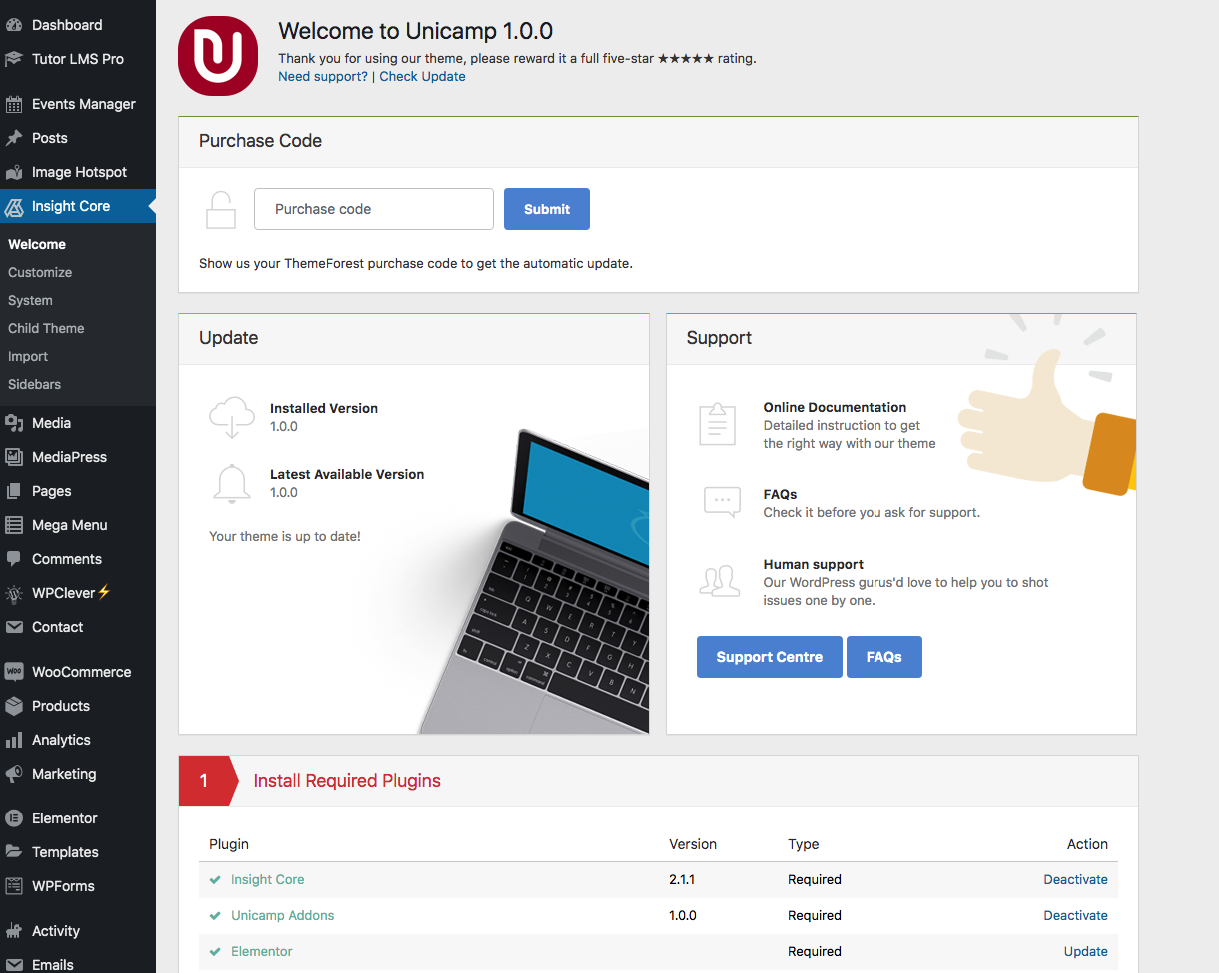 Dashboard
Tutor LMS Pro
Events Manager
Posts
Image Hotspot
Insight Core
Welcome
Customize
System
Child Theme
Import
Sidebars
Media
MediaPress
Pages
Mega Menu
Comments
WPClever⚡
Contact
WooCommerce
Products
Analytics
Marketing
Elementor
Templates
WPForms
Activity
Emails
Welcome to Unicamp 1.0.0
Thank you for using our theme, please reward it a full five-star ★★★★★ rating.
Need support? | Check Update
Purchase Code
Purchase code
Submit
Show us your ThemeForest purchase code to get the automatic update.
Update
Installed Version
1.0.0
Latest Available Version
1.0.0
Your theme is up to date!
Support
Online Documentation
Detailed instruction to get
the right way with our theme
FAQs
Check it before you ask for support.
Human support
Our WordPress gurus'd love to help you to shot
issues one by one.
Support Centre
FAQs
1 Install Required Plugins
Plugin Version Type Action
Insight Core 2.1.1 Required Deactivate
Unicamp Addons 1.0.0 Required Deactivate
Elementor Required Update